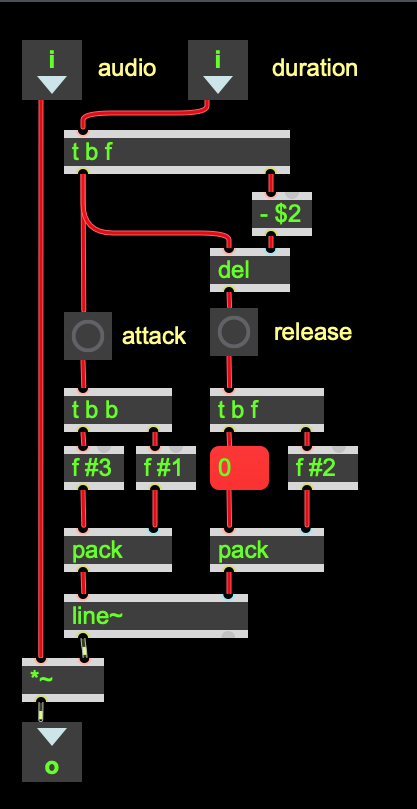 i
audio
i
duration
t b f
- $2
del
attack
release
t b b
t b f
f #3
f #1
0
f #2
pack
pack
line~
*~
o